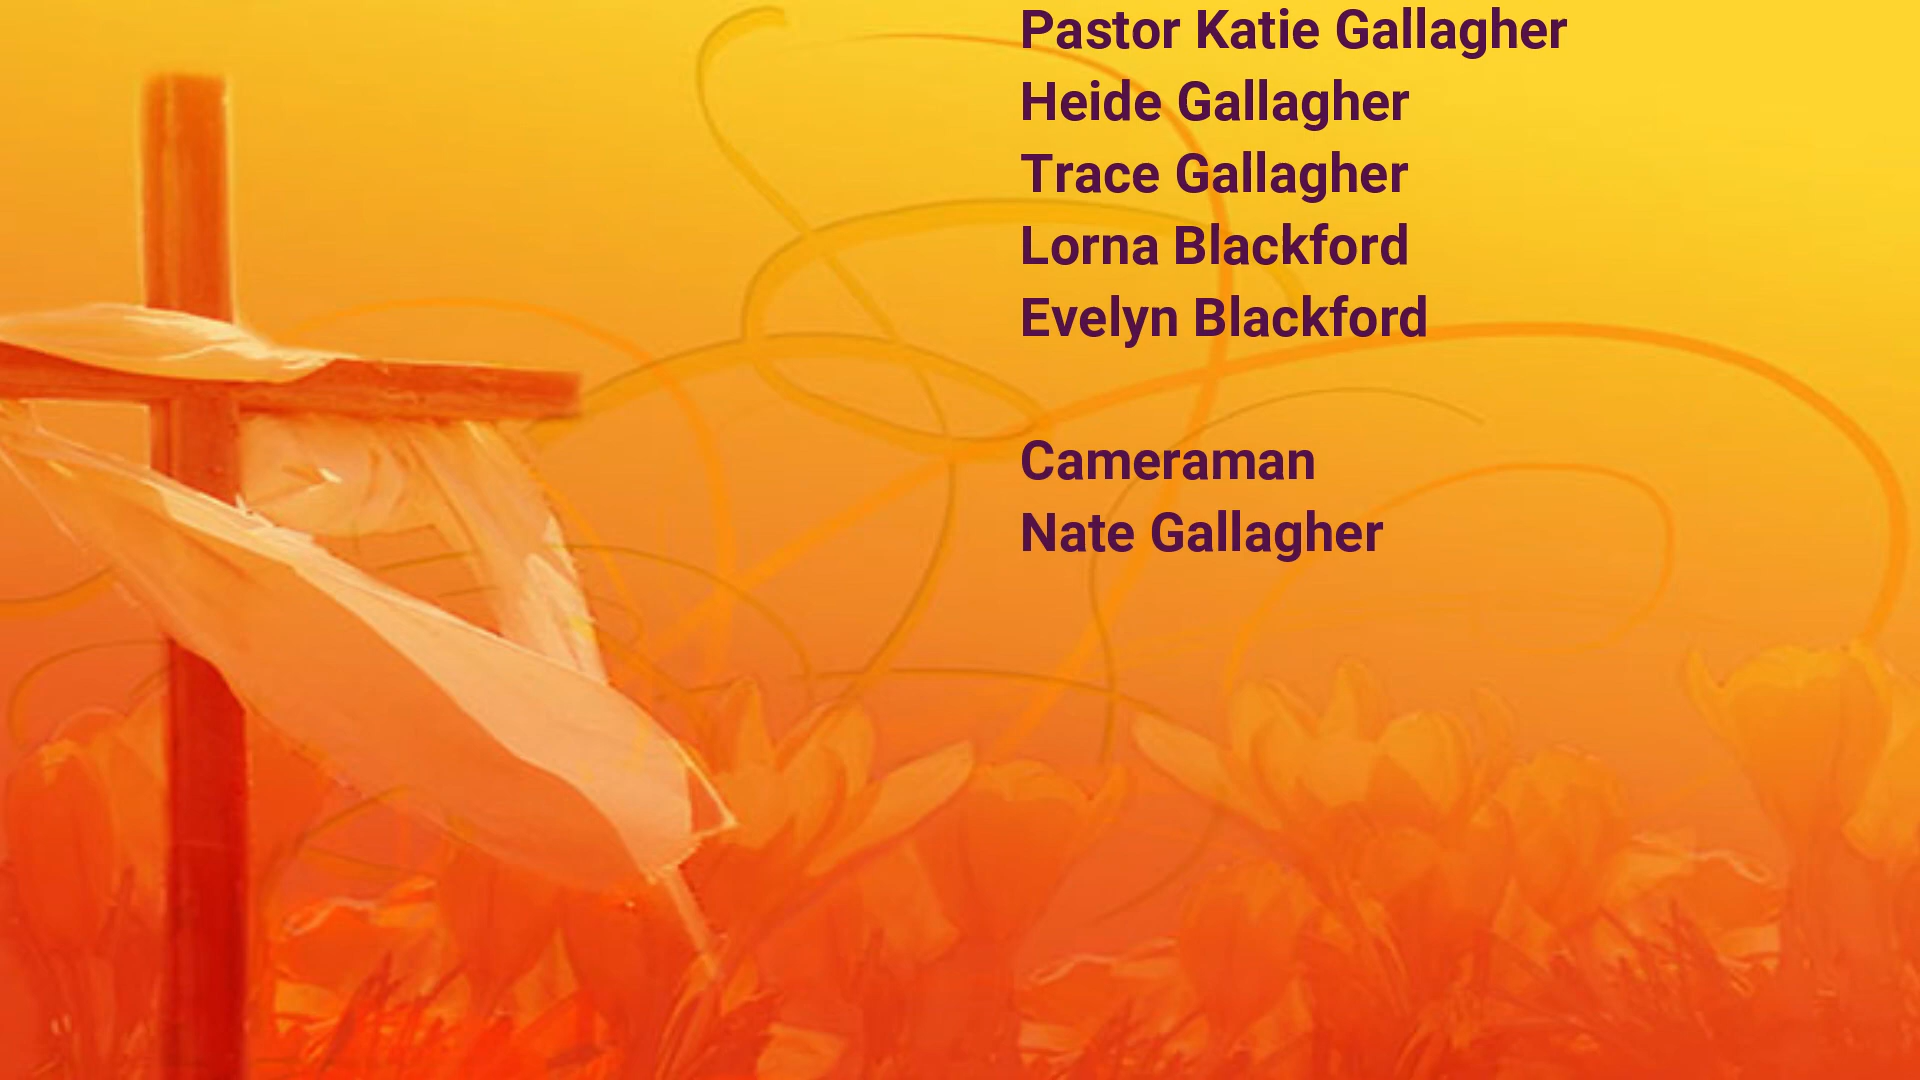 Pastor Katie Gallagher
Heide Gallagher
Trace Gallagher
Lorna Blackford
Evelyn Blackford
Cameraman
Nate Gallagher